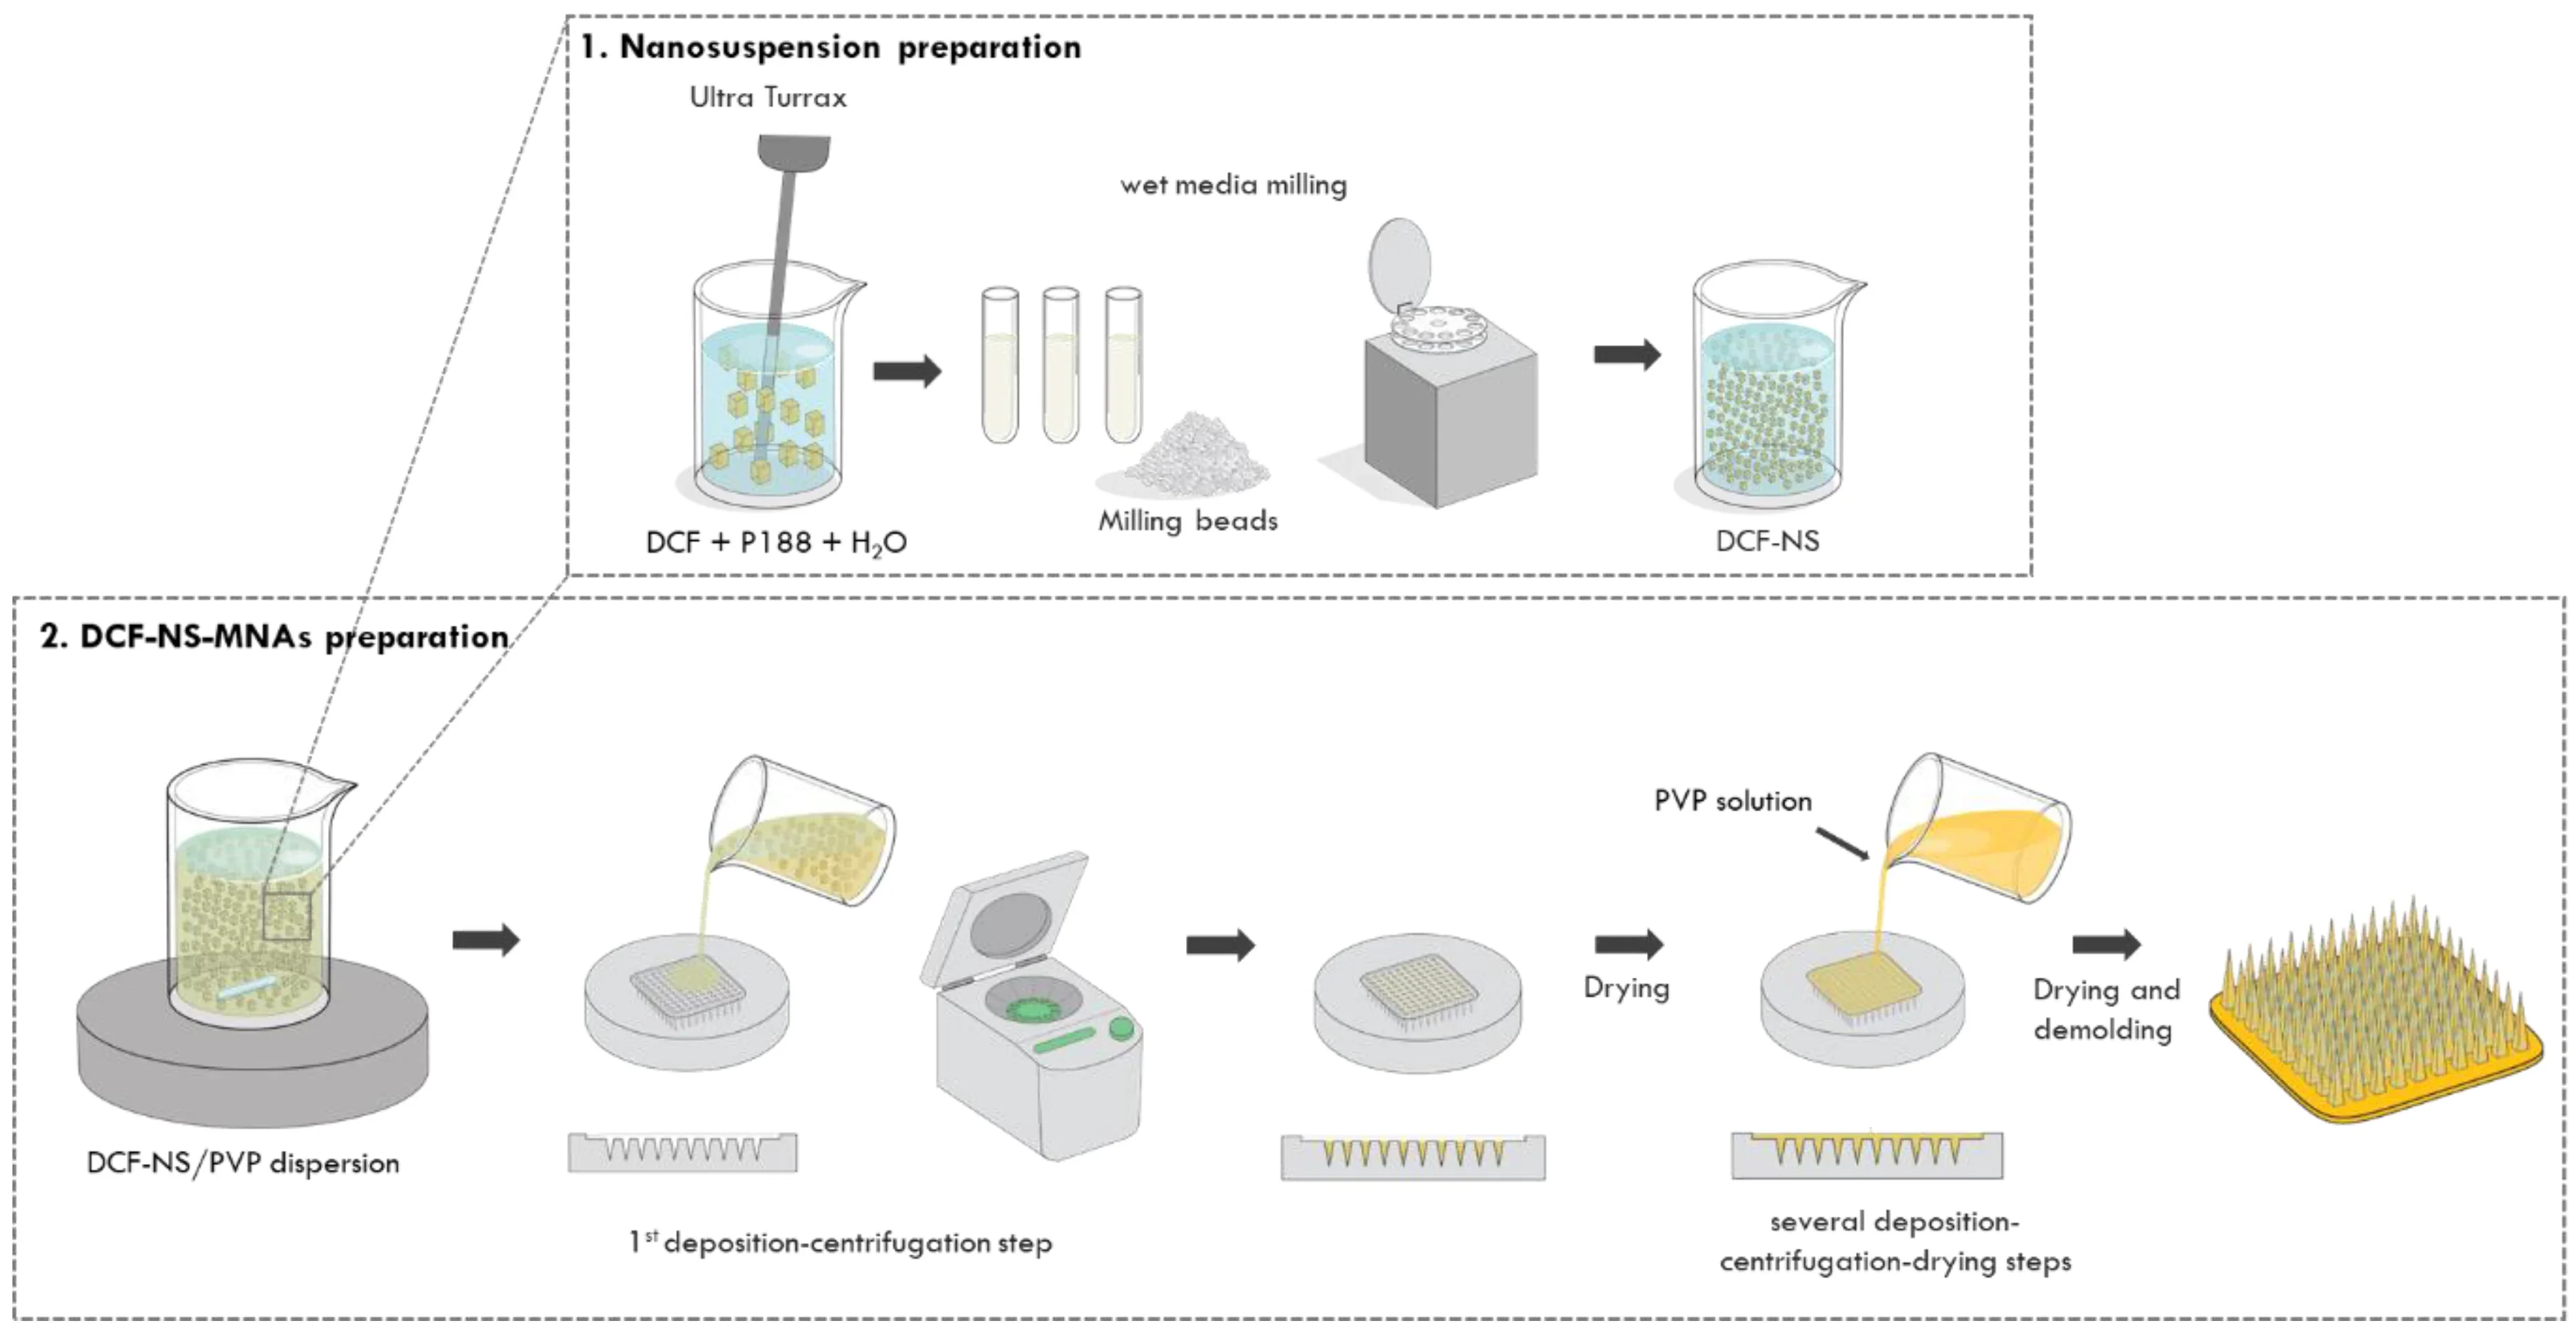 1. Nanosuspension preparation
Ultra Turrax
wet media milling
Milling beads
DCF + P188 + H₂O
DCF-NS
2. DCF-NS-MNAs preparation
PVP solution
Drying
Drying and
demolding
DCF-NS/PVP dispersion
1ˢᵗ deposition-centrifugation step
several deposition-
centrifugation-drying steps